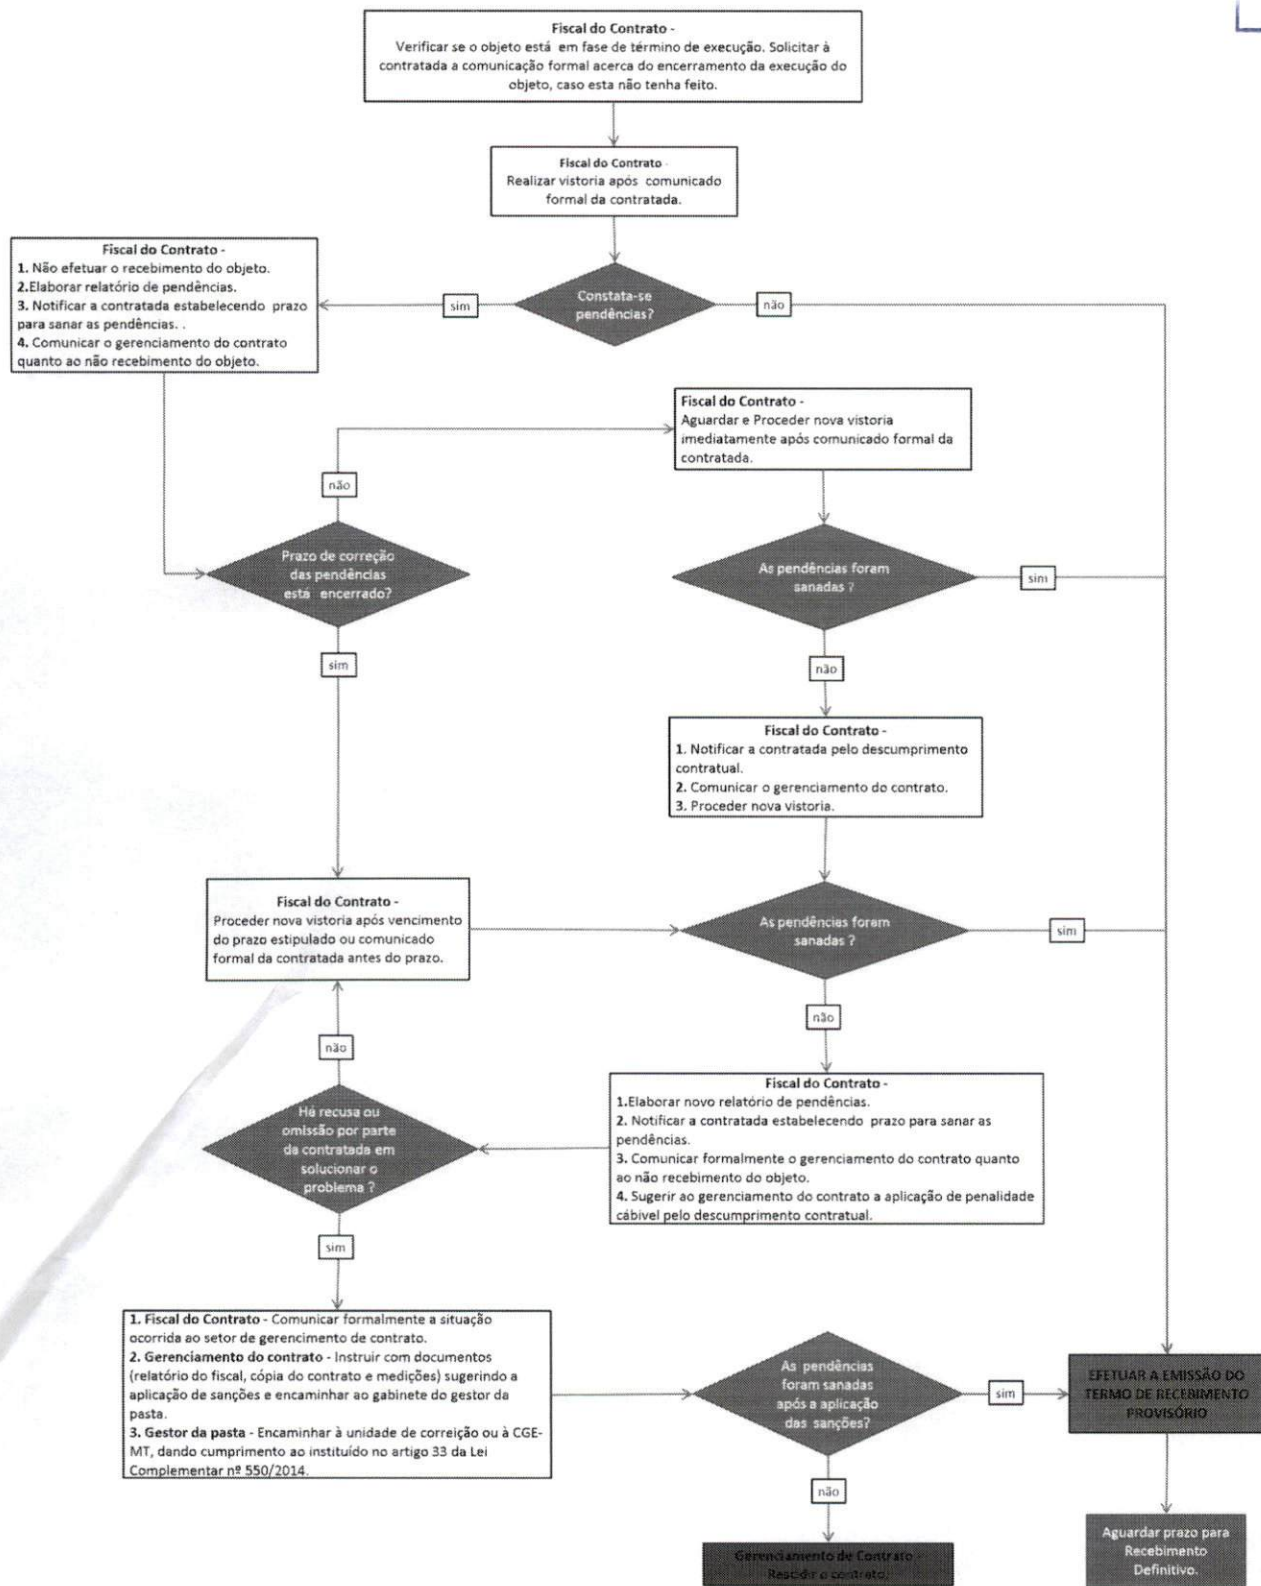 Fiscal do Contrato -
Verificar se o objeto está em fase de término de execução. Solicitar à
contratada a comunicação formal acerca do encerramento da execução do
objeto, caso esta não tenha feito.
Fiscal do Contrato -
Realizar vistoria após comunicado
formal da contratada.
Fiscal do Contrato -
1. Não efetuar o recebimento do objeto.
2.Elaborar relatório de pendências.
3. Notificar a contratada estabelecendo prazo
para sanar as pendências. .
4. Comunicar o gerenciamento do contrato
quanto ao não recebimento do objeto.
sim
Constata-se
pendências?
não
Fiscal do Contrato -
Aguardar e Proceder nova vistoria
imediatamente após comunicado formal da
contratada.
não
Prazo de correção
das pendências
está encerrado?
As pendências foram
sanadas ?
sim
sim
não
Fiscal do Contrato -
1. Notificar a contratada pelo descumprimento
contratual.
2. Comunicar o gerenciamento do contrato.
3. Proceder nova vistoria.
Fiscal do Contrato -
Proceder nova vistoria após vencimento
do prazo estipulado ou comunicado
formal da contratada antes do prazo.
As pendências foram
sanadas ?
sim
não
não
Fiscal do Contrato -
1.Elaborar novo relatório de pendências.
2. Notificar a contratada estabelecendo prazo para sanar as
pendências.
3. Comunicar formalmente o gerenciamento do contrato quanto
ao não recebimento do objeto.
4. Sugerir ao gerenciamento do contrato a aplicação de penalidade
cábivel pelo descumprimento contratual.
Há recusa ou
omissão por parte
da contratada em
solucionar o
problema ?
sim
1. Fiscal do Contrato - Comunicar formalmente a situação
ocorrida ao setor de gerencimento de contrato.
2. Gerenciamento do contrato - Instruir com documentos
(relatório do fiscal, cópia do contrato e medições) sugerindo a
aplicação de sanções e encaminhar ao gabinete do gestor da
pasta.
3. Gestor da pasta - Encaminhar à unidade de correição ou à CGE-
MT, dando cumprimento ao instituído no artigo 33 da Lei
Complementar nº 550/2014.
As pendências
foram sanadas
após a aplicação
das sanções?
sim
EFETUAR A EMISSÃO DO
TERMO DE RECEBIMENTO
PROVISÓRIO
não
Gerenciamento de Contrato -
Rescidir o contrato.
Aguardar prazo para
Recebimento
Definitivo.